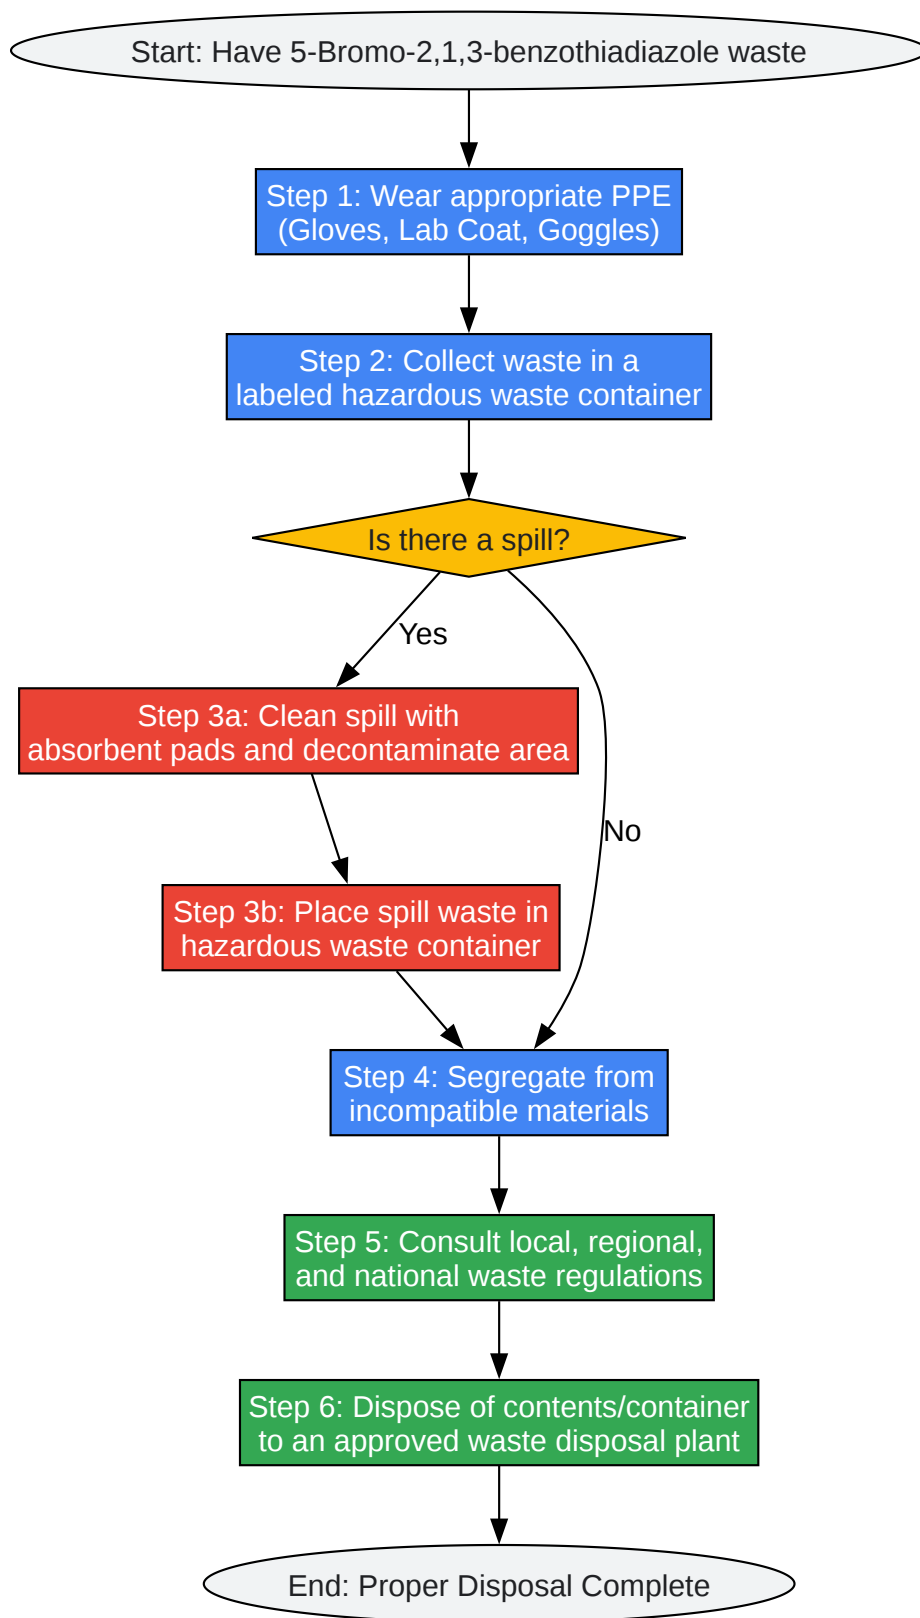 Start: Have 5-Bromo-2,1,3-benzothiadiazole waste
Step 1: Wear appropriate PPE
(Gloves, Lab Coat, Goggles)
Step 2: Collect waste in a
labeled hazardous waste container
Is there a spill?
Yes
Step 3a: Clean spill with
absorbent pads and decontaminate area
No
Step 3b: Place spill waste in
hazardous waste container
Step 4: Segregate from
incompatible materials
Step 5: Consult local, regional,
and national waste regulations
Step 6: Dispose of contents/container
to an approved waste disposal plant
End: Proper Disposal Complete